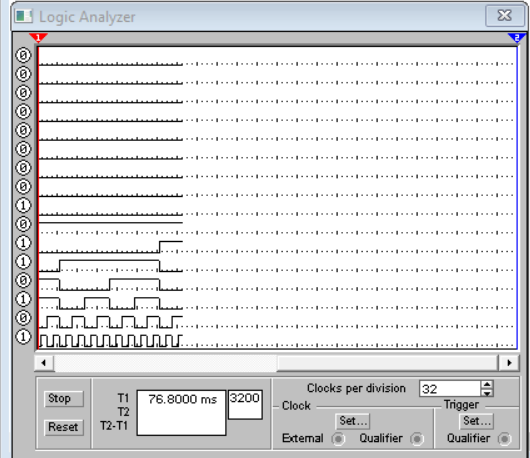 Logic Analyzer
1
2
0
0
0
0
0
0
0
0
1
0
1
1
0
1
0
1
Clocks per division 32
Stop
T1 76.8000 ms 3200
T2
T2-T1
Reset
Clock
Set...
External Qualifier
Trigger
Set...
Qualifier